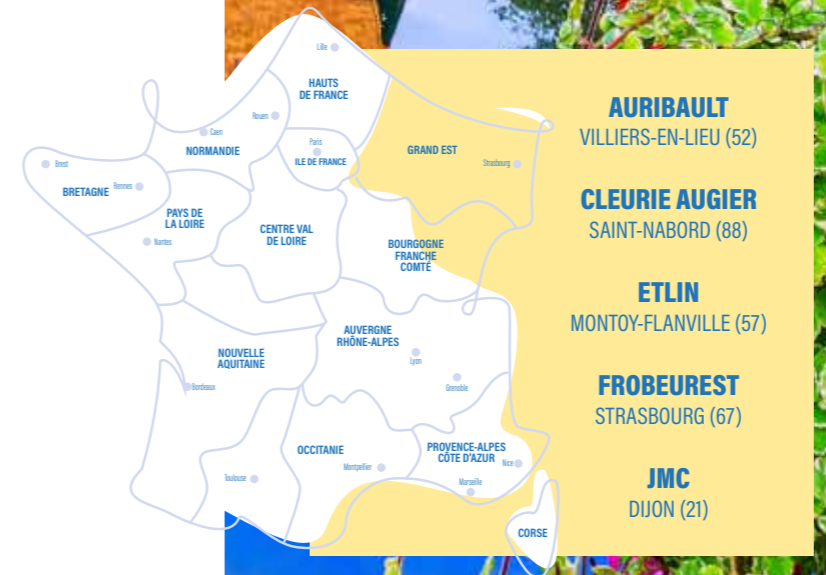 Lille
HAUTS
DE FRANCE
Rouen
Caen
NORMANDIE
Paris
ILE DE FRANCE
GRAND EST
Strasbourg
Brest
BRETAGNE
Rennes
PAYS DE
LA LOIRE
Nantes
CENTRE VAL
DE LOIRE
BOURGOGNE
FRANCHE
COMTÉ
AUVERGNE
RHÔNE-ALPES
Lyon
Grenoble
NOUVELLE
AQUITAINE
Bordeaux
OCCITANIE
Toulouse
Montpellier
PROVENCE-ALPES
CÔTE D'AZUR
Nice
Marseille
CORSE
AURIBAULT
VILLIERS-EN-LIEU (52)
CLEURIE AUGIER
SAINT-NABORD (88)
ETLIN
MONTOY-FLANVILLE (57)
FROBEUREST
STRASBOURG (67)
JMC
DIJON (21)